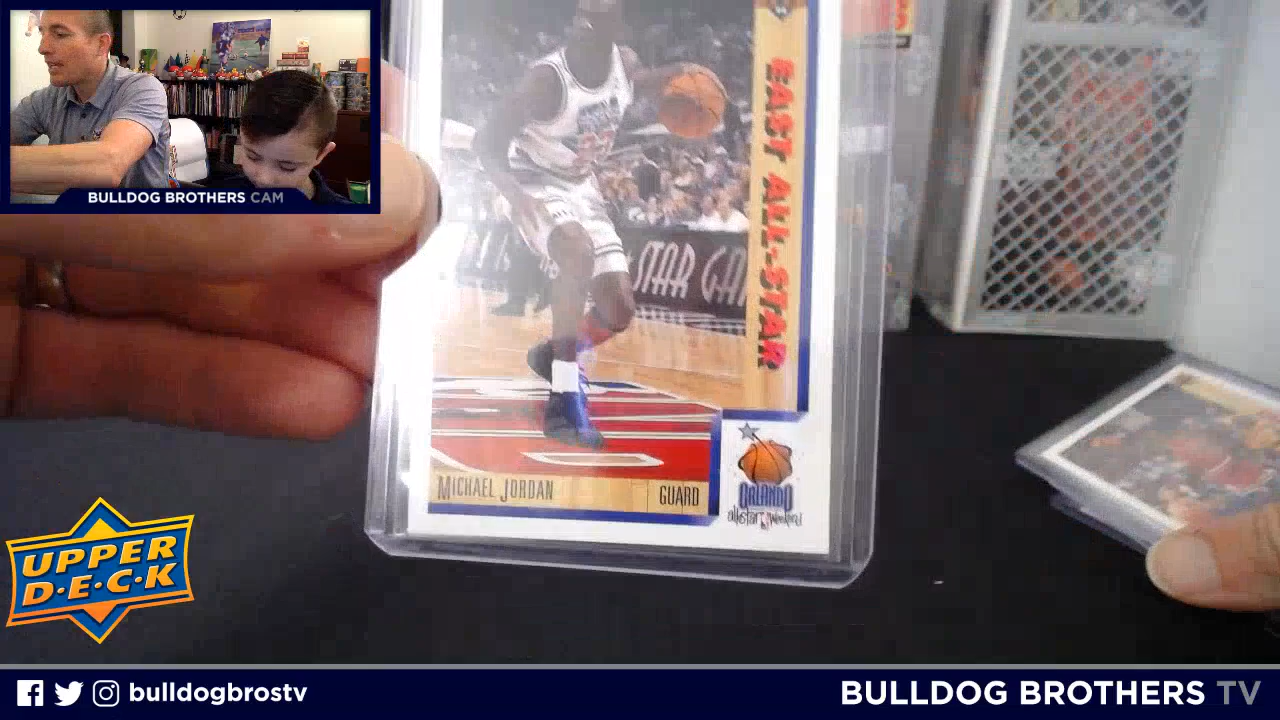 BULLDOG BROTHERS CAM
EAST ALL-STAR
STAR GA
MICHAEL JORDAN
GUARD
ORLANDO
all-star weekend
UPPER
D·E·C·K
bulldogbrostv
BULLDOG BROTHERS TV